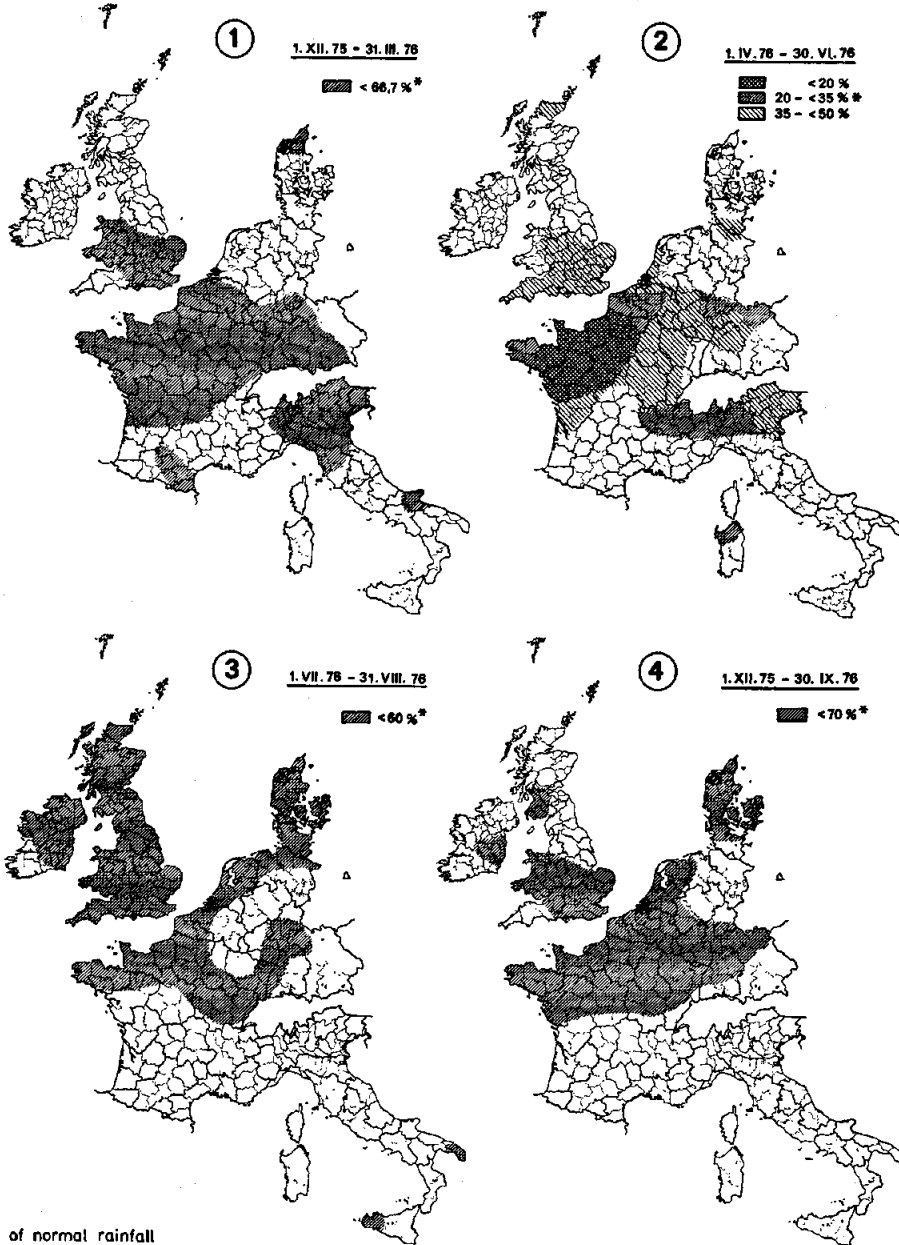 1
1. XII. 75 - 31. III. 76
< 66,7 %*
2
1. IV. 76 - 30. VI. 76
< 20 %
20 - < 35 % *
35 - < 50 %
3
1. VII. 76 - 31. VIII. 76
< 60 %*
4
1. XII. 75 - 30. IX. 76
< 70 %*
of normal rainfall